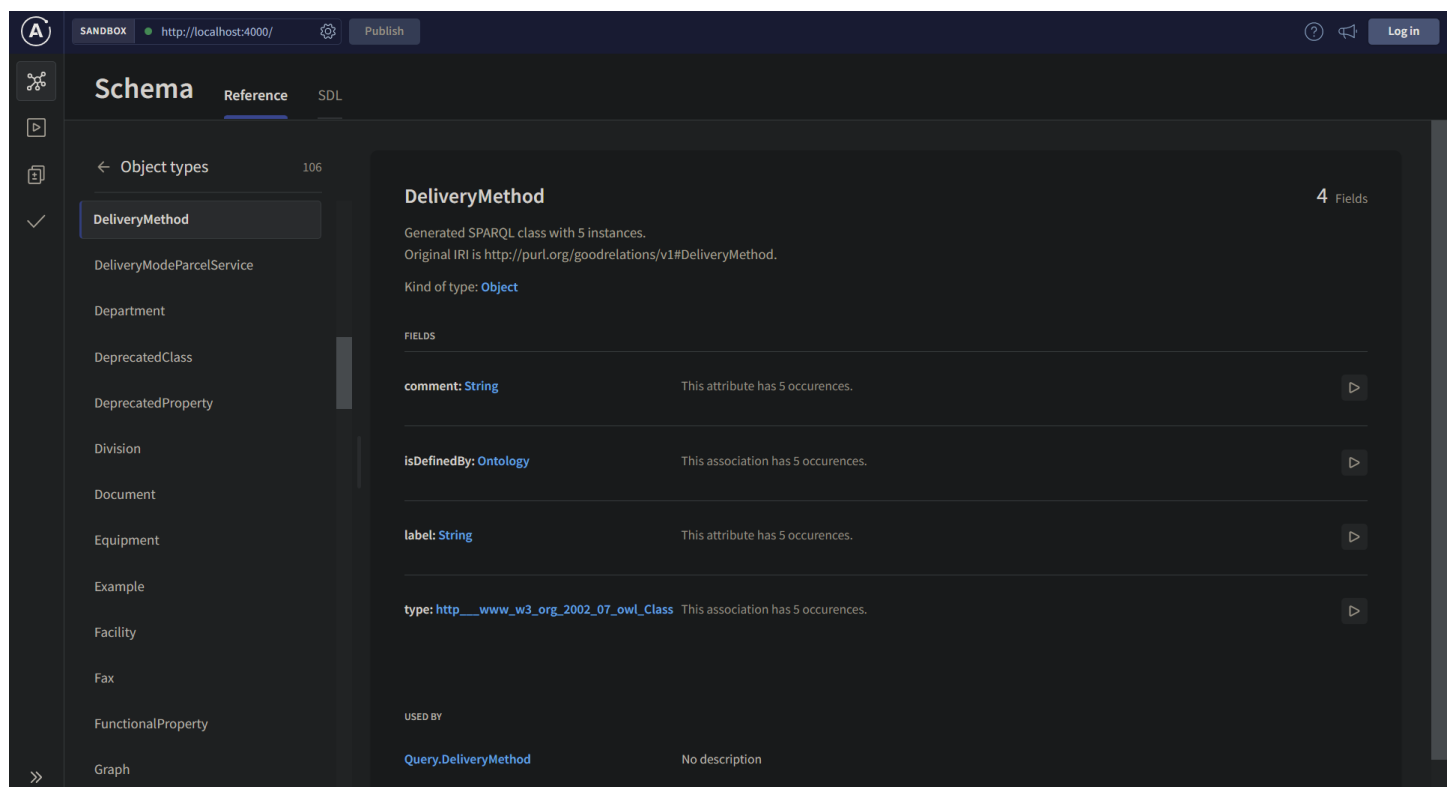 SANDBOX http://localhost:4000/ Publish Log in
Schema Reference SDL
Object types 106
DeliveryMethod
DeliveryModeParcelService
Department
DeprecatedClass
DeprecatedProperty
Division
Document
Equipment
Example
Facility
Fax
FunctionalProperty
Graph
DeliveryMethod 4 Fields
Generated SPARQL class with 5 instances.
Original IRI is http://purl.org/goodrelations/v1#DeliveryMethod.
Kind of type: Object
FIELDS
comment: String This attribute has 5 occurences.
isDefinedBy: Ontology This association has 5 occurences.
label: String This attribute has 5 occurences.
type: http___www_w3_org_2002_07_owl_Class This association has 5 occurences.
USED BY
Query.DeliveryMethod No description